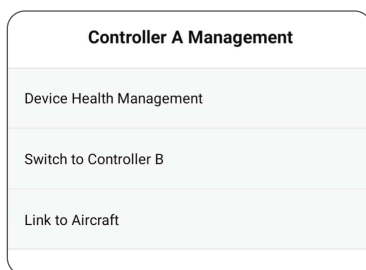 Controller A Management
Device Health Management
Switch to Controller B
Link to Aircraft